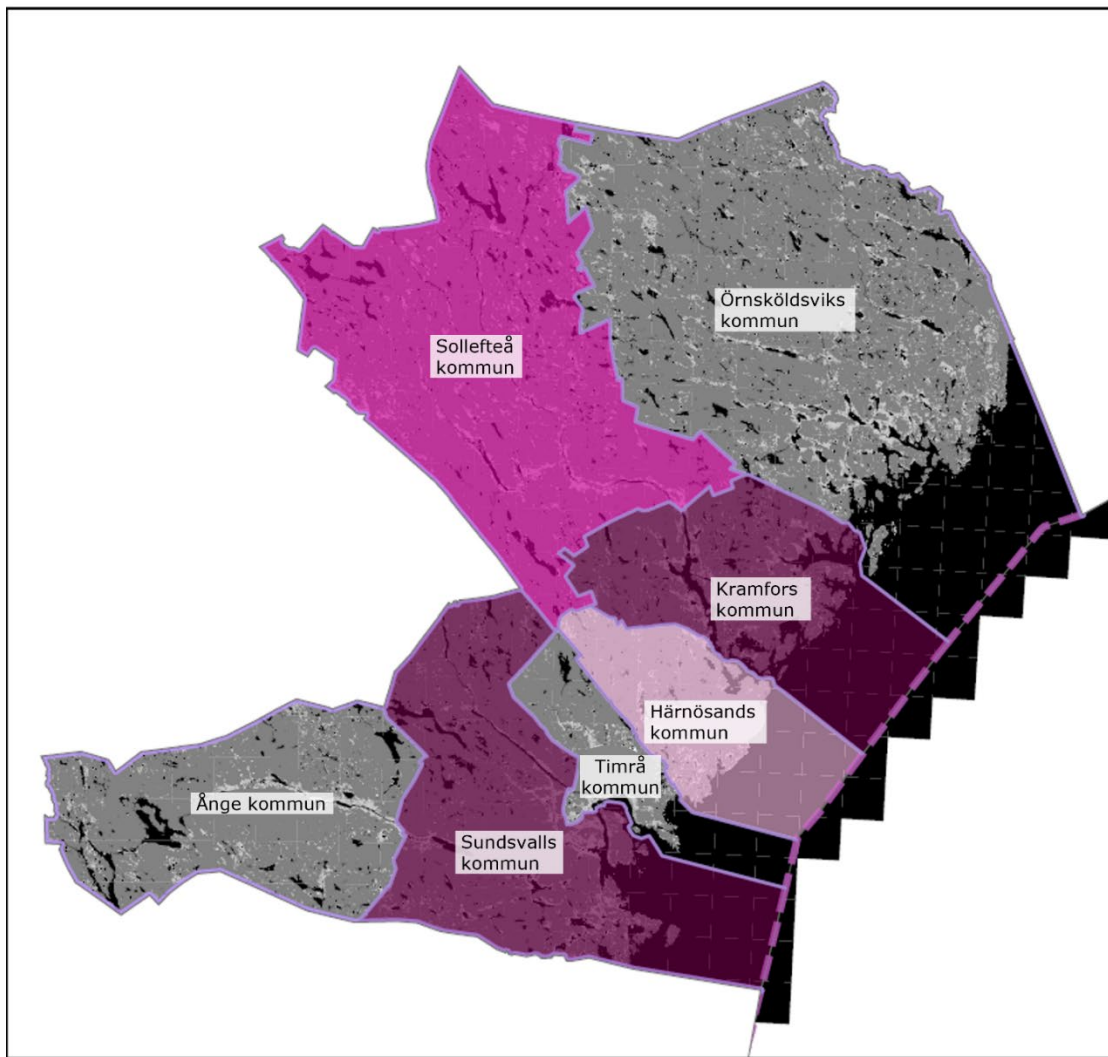 Örnsköldsviks
kommun
Sollefteå
kommun
Kramfors
kommun
Härnösands
kommun
Timrå
kommun
Ånge kommun
Sundsvalls
kommun